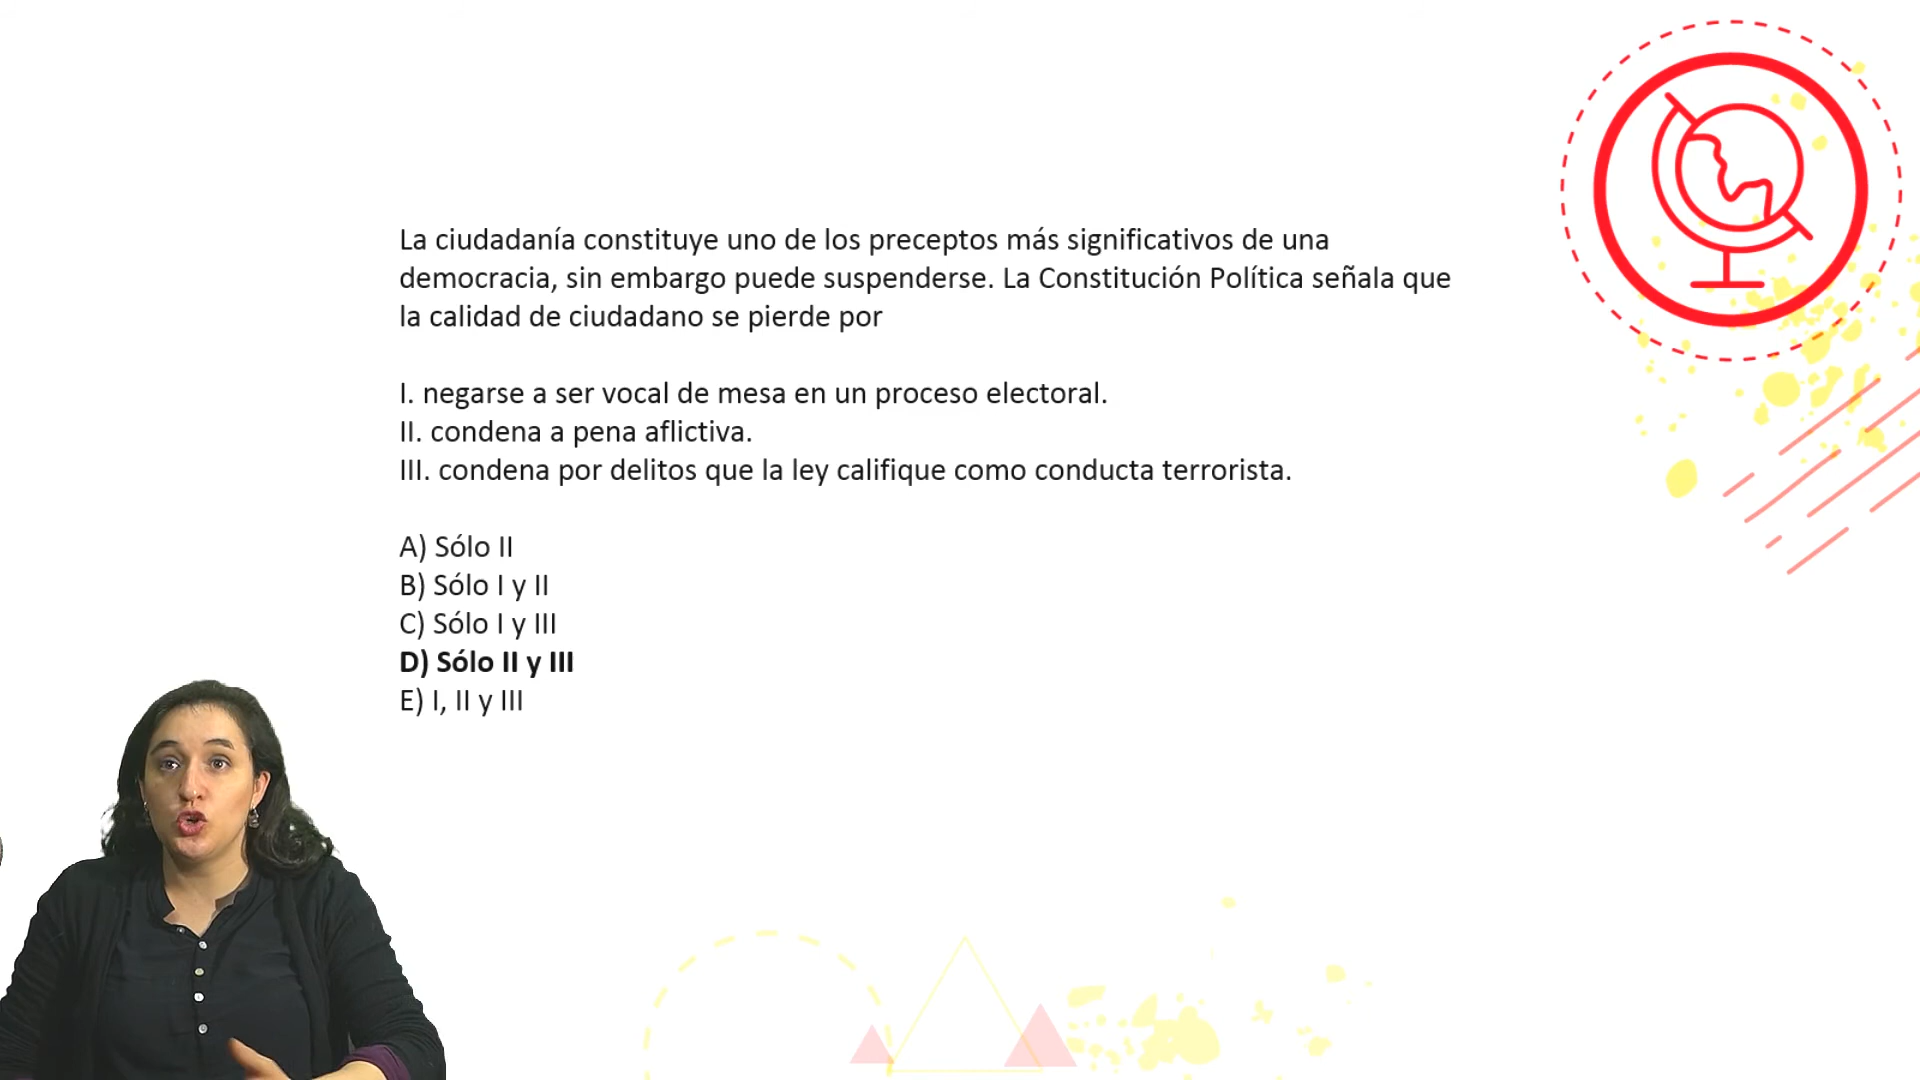 La ciudadanía constituye uno de los preceptos más significativos de una
democracia, sin embargo puede suspenderse. La Constitución Política señala que
la calidad de ciudadano se pierde por
I. negarse a ser vocal de mesa en un proceso electoral.
II. condena a pena aflictiva.
III. condena por delitos que la ley califique como conducta terrorista.
A) Sólo II
B) Sólo I y II
C) Sólo I y III
D) Sólo II y III
E) I, II y III